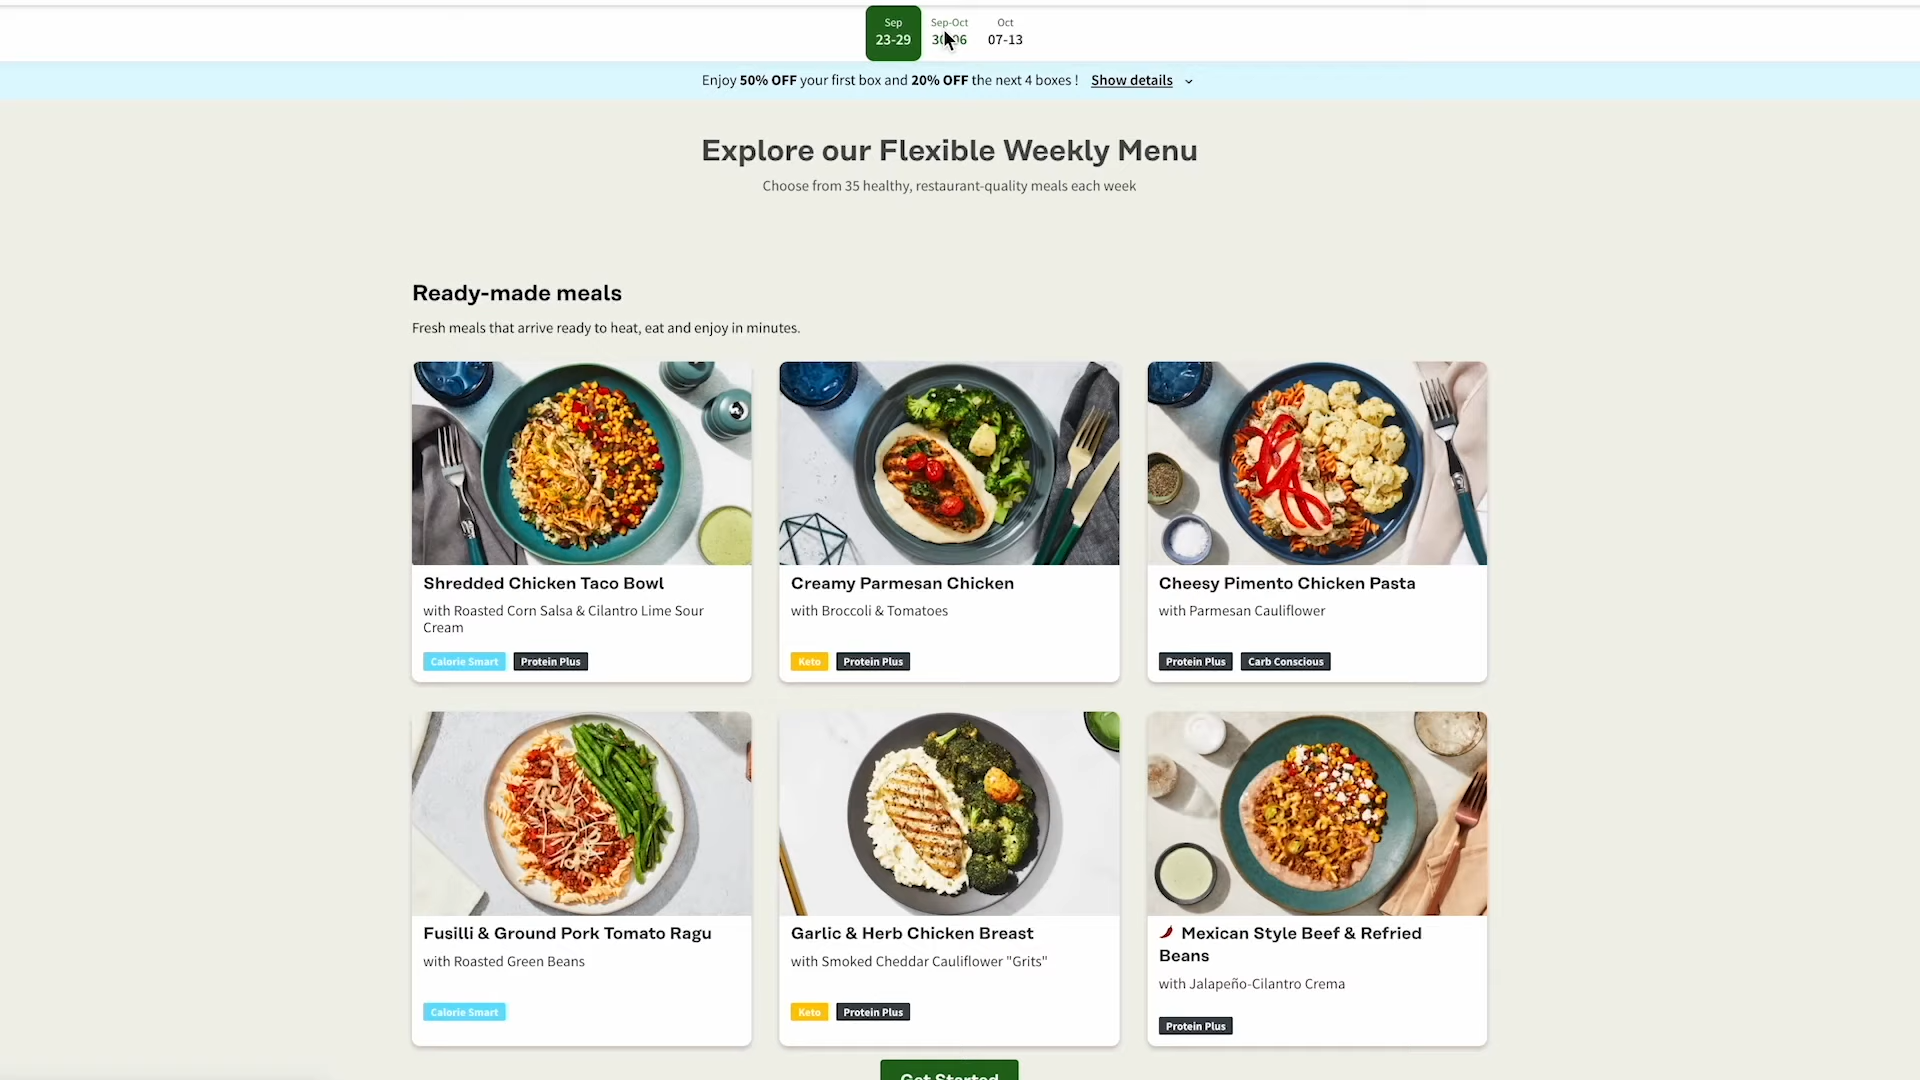 Sep
23-29
Sep-Oct
Oct
07-13
Enjoy 50% OFF your first box and 20% OFF the next 4 boxes ! Show details
Explore our Flexible Weekly Menu
Choose from 35 healthy, restaurant-quality meals each week
Ready-made meals
Fresh meals that arrive ready to heat, eat and enjoy in minutes.
Shredded Chicken Taco Bowl
with Roasted Corn Salsa & Cilantro Lime Sour
Cream
Calorie Smart Protein Plus
Creamy Parmesan Chicken
with Broccoli & Tomatoes
Keto Protein Plus
Cheesy Pimento Chicken Pasta
with Parmesan Cauliflower
Protein Plus Carb Conscious
Fusilli & Ground Pork Tomato Ragu
with Roasted Green Beans
Calorie Smart
Garlic & Herb Chicken Breast
with Smoked Cheddar Cauliflower "Grits"
Keto Protein Plus
Mexican Style Beef & Refried
Beans
with Jalapeño-Cilantro Crema
Protein Plus
Get Started